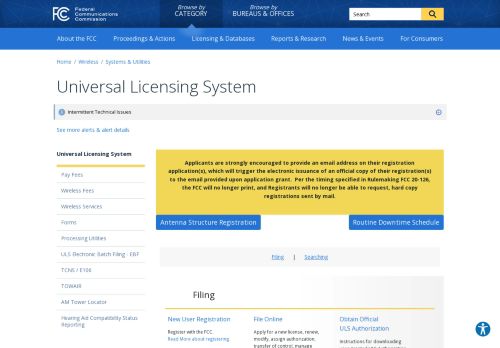 FCC
Federal
Communications
Commission
Browse by
CATEGORY
Browse by
BUREAUS & OFFICES
Search
About the FCC
Proceedings & Actions
Licensing & Databases
Reports & Research
News & Events
For Consumers
Home / Wireless / Systems & Utilities
Universal Licensing System
Intermittent Technical Issues
See more alerts & alert details
Universal Licensing System
Pay Fees
Wireless Fees
Wireless Services
Forms
Processing Utilities
ULS Electronic Batch Filing - EBF
TCNS / E106
TOWAIR
AM Tower Locator
Hearing Aid Compatibility Status
Reporting
Applicants are strongly encouraged to provide an email address on their registration
application(s), which will trigger the electronic issuance of an official copy of their registration(s)
to the email provided upon application grant. Per the timing specified in Rulemaking FCC 20-126,
the FCC will no longer print, and Registrants will no longer be able to request, hard copy
registrations sent by mail.
Antenna Structure Registration
Routine Downtime Schedule
Filing | Searching
Filing
New User Registration
Register with the FCC.
Read More about registering.
File Online
Apply for a new license, renew,
modify, assign authorization,
transfer of control, manage
Obtain Official
ULS Authorization
Instructions for downloading